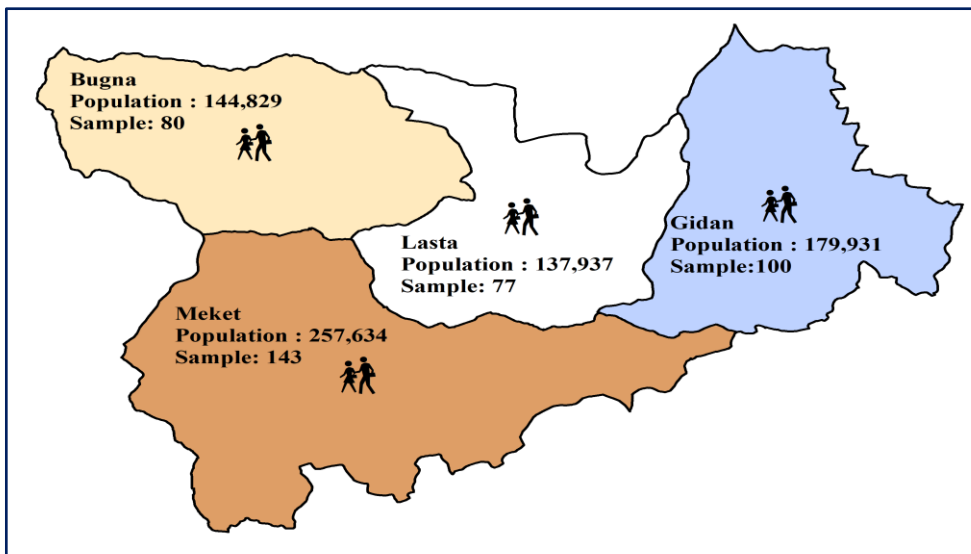 Bugna
Population : 144,829
Sample: 80
Lasta
Population : 137,937
Sample: 77
Gidan
Population : 179,931
Sample:100
Meket
Population : 257,634
Sample: 143